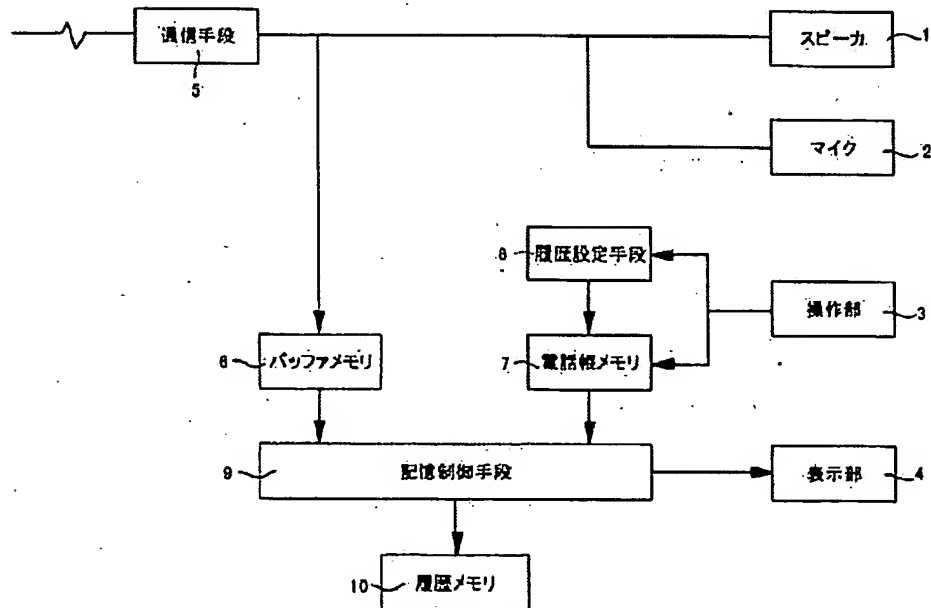 通信手段
5
スピーカ
1
マイク
2
8
履歴設定手段
操作部
3
6
バッファメモリ
7
電話帳メモリ
9
記憶制御手段
表示部
4
10
履歴メモリ